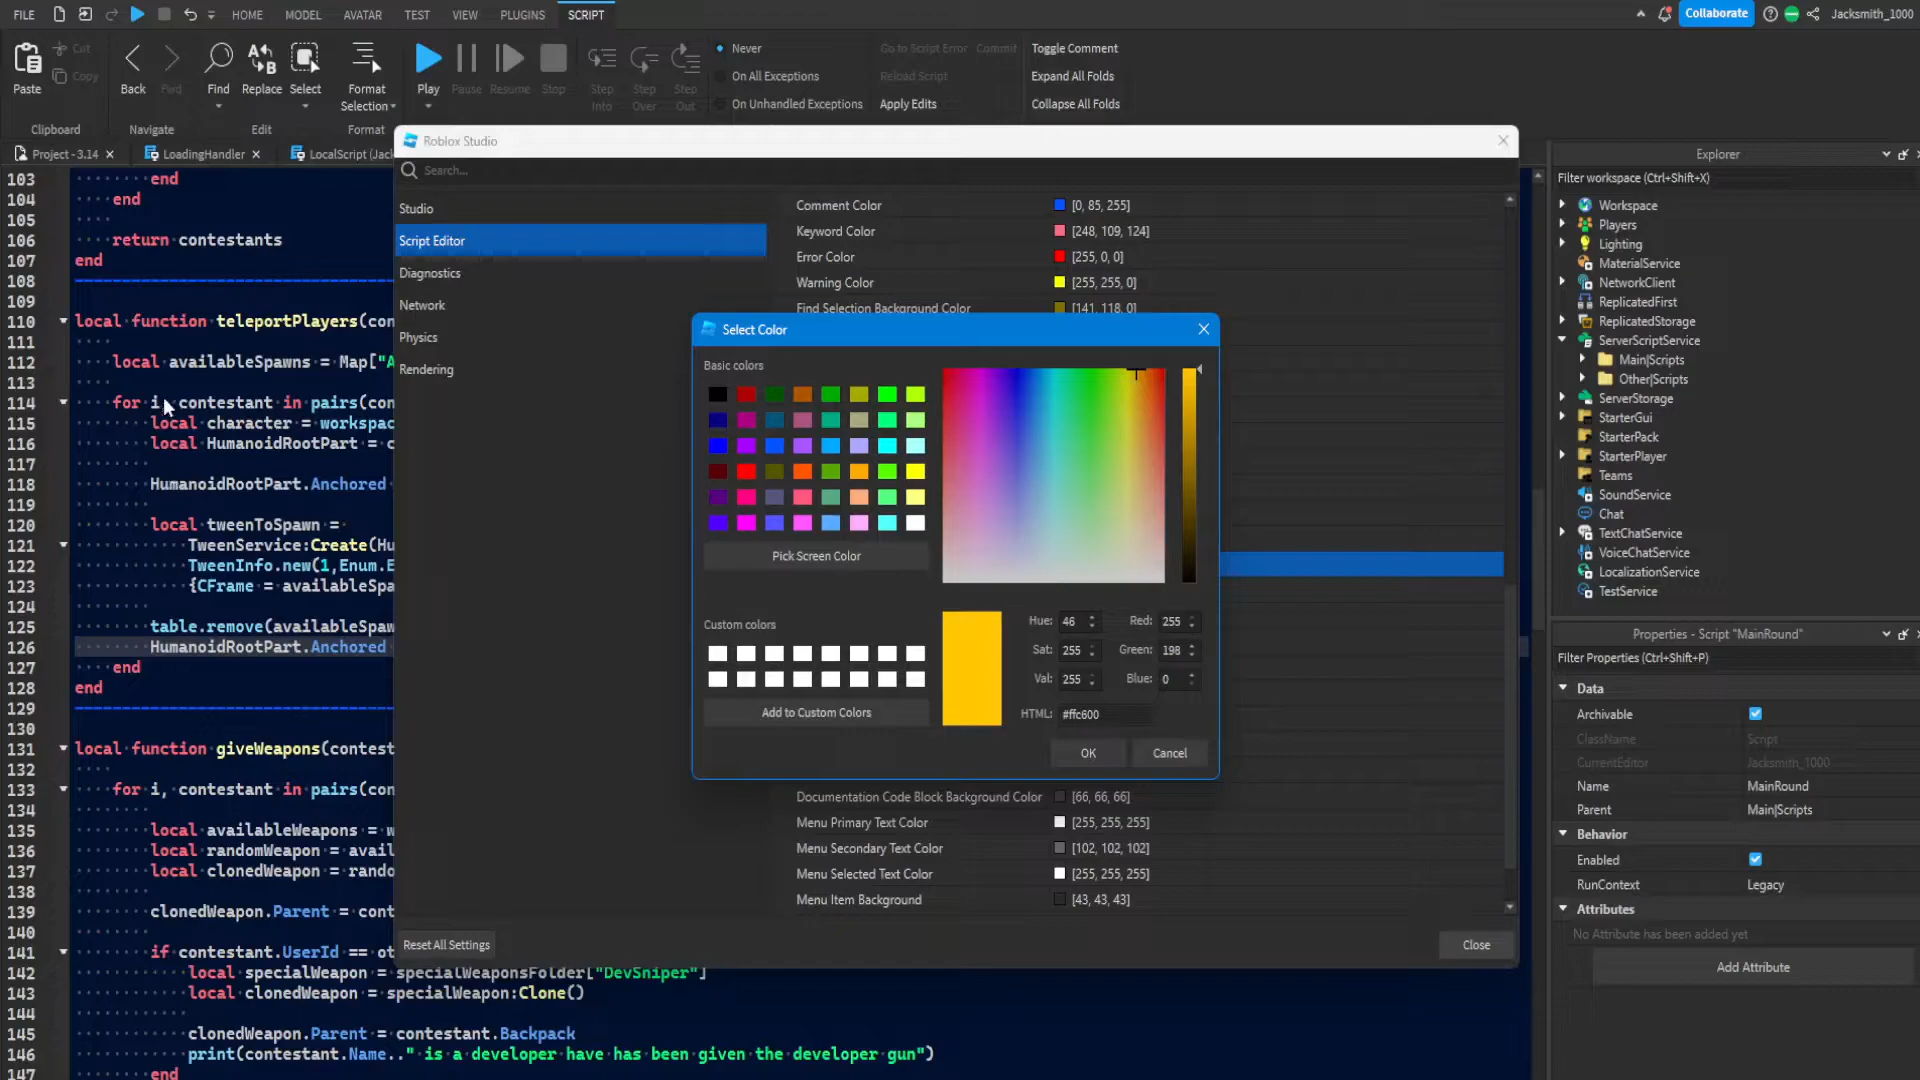 FILE HOME MODEL AVATAR TEST VIEW PLUGINS SCRIPT Collaborate Jacksmith_1000
Cut
Copy
Paste Back Fwd Find Replace Select Format Selection Play Pause Resume Stop Step Into Step Over Step Out
Never
On All Exceptions
On Unhandled Exceptions
Go to Script Error Commit
Reload Script
Apply Edits
Toggle Comment
Expand All Folds
Collapse All Folds
Clipboard Navigate Edit Format
Project - 3.14 LoadingHandler LocalScript (Jac
103 end
104 end
105
106 return contestants
107 end
108
109
110 local function teleportPlayers(con
111
112 local availableSpawns = Map["A
113
114 for i, contestant in pairs(con
115 local character = workspac
116 local HumanoidRootPart = c
117
118 HumanoidRootPart.Anchored
119
120 local tweenToSpawn =
121 TweenService:Create(Hu
122 TweenInfo.new(1,Enum.E
123 {CFrame = availableSpa
124
125 table.remove(availableSpaw
126 HumanoidRootPart.Anchored
127 end
128 end
129
130
131 local function giveWeapons(contest
132
133 for i, contestant in pairs(con
134
135 local availableWeapons = w
136 local randomWeapon = avail
137 local clonedWeapon = rando
138
139 clonedWeapon.Parent = cont
140
141 if contestant.UserId == ot
142 local specialWeapon = specialWeaponsFolder["DevSniper"]
143 local clonedWeapon = specialWeapon:Clone()
144
145 clonedWeapon.Parent = contestant.Backpack
146 print(contestant.Name.." is a developer have has been given the developer gun")
147 end
Roblox Studio
Search...
Studio
Script Editor
Diagnostics
Network
Physics
Rendering
Comment Color [0, 85, 255]
Keyword Color [248, 109, 124]
Error Color [255, 0, 0]
Warning Color [255, 255, 0]
Find Selection Background Color [141, 118, 0]
Select Color
Basic colors
Pick Screen Color
Custom colors
Add to Custom Colors
Hue: 46 Red: 255
Sat: 255 Green: 198
Val: 255 Blue: 0
HTML: #ffc600
OK Cancel
Documentation Code Block Background Color [66, 66, 66]
Menu Primary Text Color [255, 255, 255]
Menu Secondary Text Color [102, 102, 102]
Menu Selected Text Color [255, 255, 255]
Menu Item Background [43, 43, 43]
Reset All Settings Close
Explorer
Filter workspace (Ctrl+Shift+X)
Workspace
Players
Lighting
MaterialService
NetworkClient
ReplicatedFirst
ReplicatedStorage
ServerScriptService
Main|Scripts
Other|Scripts
ServerStorage
StarterGui
StarterPack
StarterPlayer
Teams
SoundService
Chat
TextChatService
VoiceChatService
LocalizationService
TestService
Properties - Script "MainRound"
Filter Properties (Ctrl+Shift+P)
Data
Archivable
ClassName Script
CurrentEditor Jacksmith_1000
Name MainRound
Parent Main|Scripts
Behavior
Enabled
RunContext Legacy
Attributes
No Attribute has been added yet
Add Attribute